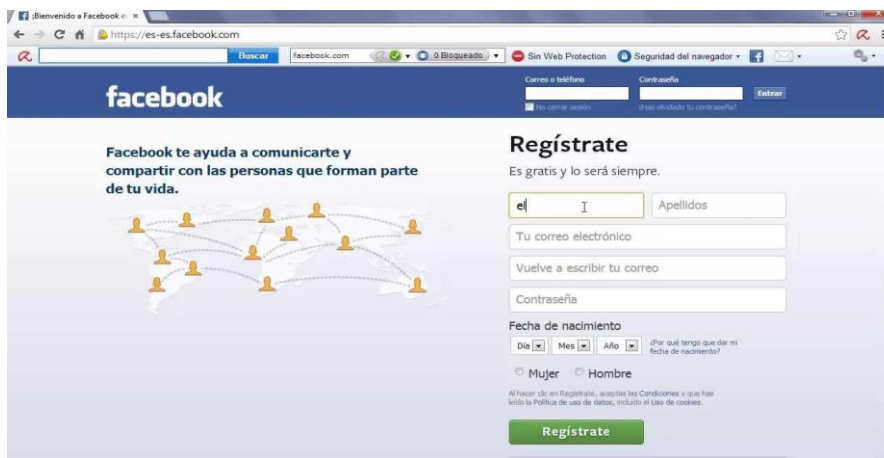 ¡Bienvenido a Facebook e
https://es-es.facebook.com
Buscar facebook.com 0 Bloqueado Sin Web Protection Seguridad del navegador
Correo o teléfono Contraseña
facebook Entrar
No cerrar sesión ¿Has olvidado tu contraseña?
Facebook te ayuda a comunicarte y
compartir con las personas que forman parte
de tu vida.
Regístrate
Es gratis y lo será siempre.
el Apellidos
Tu correo electrónico
Vuelve a escribir tu correo
Contraseña
Fecha de nacimiento
Día Mes Año ¿Por qué tengo que dar mi
fecha de nacimiento?
Mujer Hombre
Al hacer clic en Regístrate, aceptas las Condiciones y que has
leído la Política de uso de datos, incluido el Uso de cookies.
Regístrate